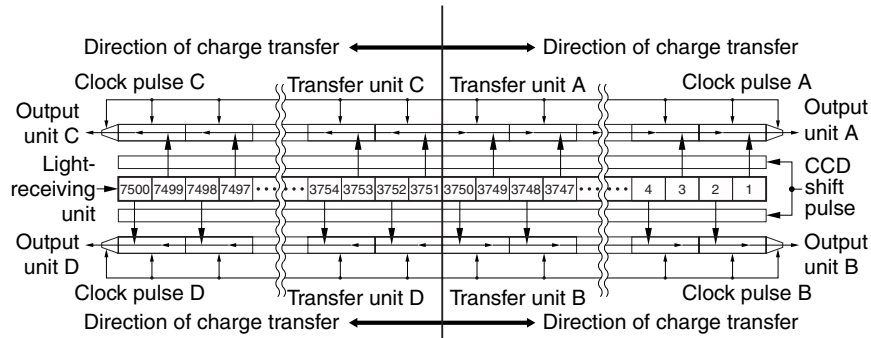 Direction of charge transfer Direction of charge transfer
Clock pulse C Transfer unit C Transfer unit A Clock pulse A
Output unit C
Output unit A
Light-receiving unit
7500 7499 7498 7497 ····· 3754 3753 3752 3751 3750 3749 3748 3747 ····· 4 3 2 1
CCD shift pulse
Output unit D
Output unit B
Clock pulse D Transfer unit D Transfer unit B Clock pulse B
Direction of charge transfer Direction of charge transfer